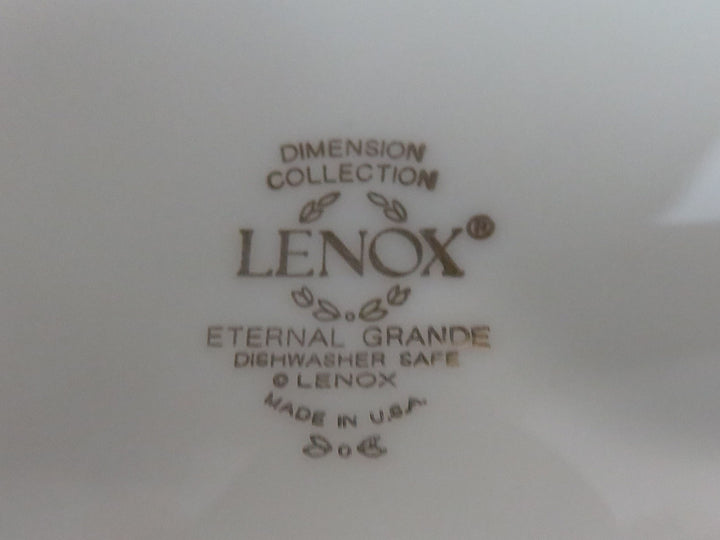 DIMENSION
COLLECTION
LENOX®
ETERNAL GRANDE
DISHWASHER SAFE
© LENOX
MADE IN U.S.A.